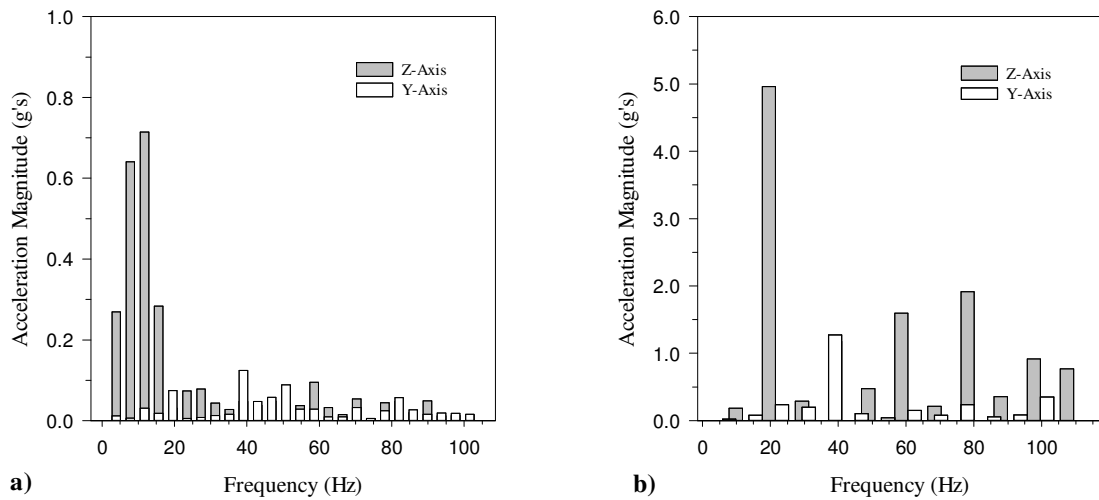 1.0
0.8
0.6
0.4
0.2
0.0
Acceleration Magnitude (g's)
Z-Axis
Y-Axis
0 20 40 60 80 100
Frequency (Hz)
a)
6.0
5.0
4.0
3.0
2.0
1.0
0.0
Acceleration Magnitude (g's)
Z-Axis
Y-Axis
0 20 40 60 80 100
Frequency (Hz)
b)